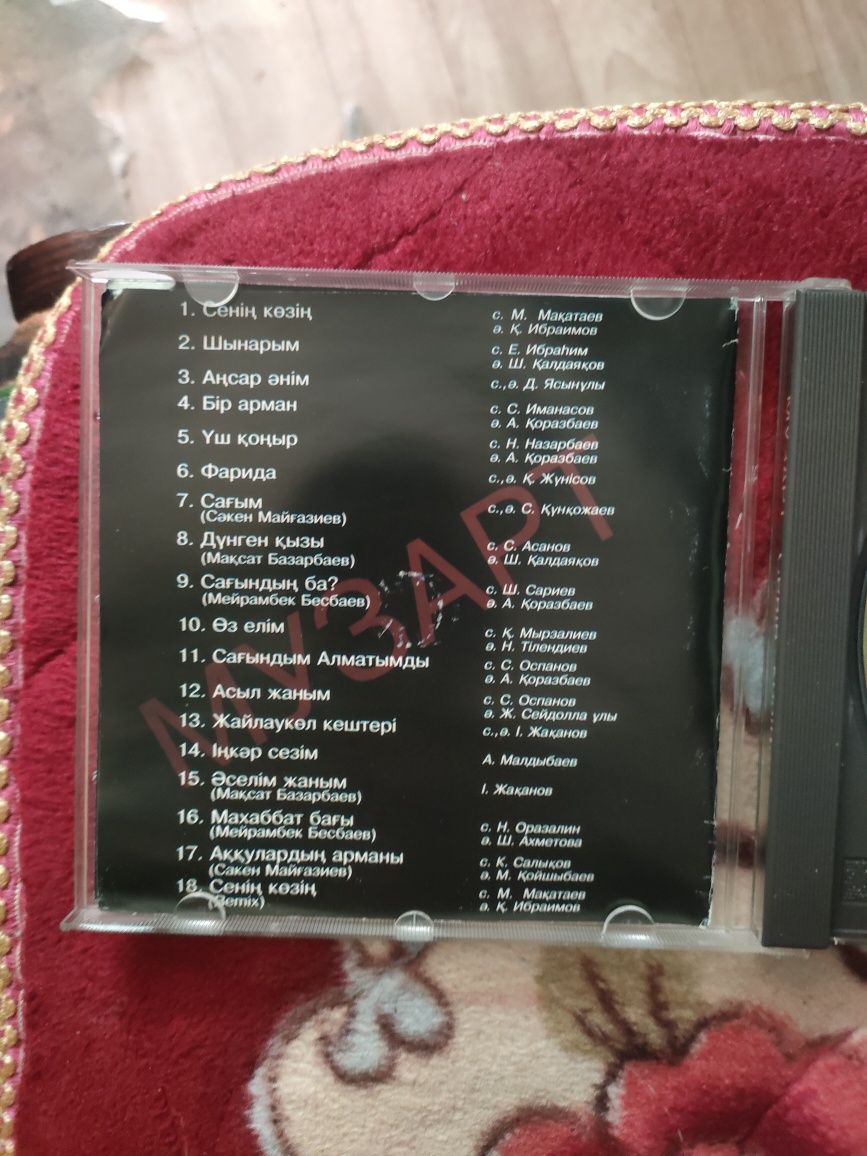 1. Сенің көзің
с. М. Мақатаев
ә. Қ. Ибраимов
2. Шынарым
с. Е. Ибраһим
ә. Ш. Қалдаяқов
3. Аңсар әнім
с.,ә. Д. Ясынұлы
4. Бір арман
с. С. Иманасов
ә. А. Қоразбаев
5. Үш қоңыр
с. Н. Назарбаев
ә. А. Қоразбаев
6. Фарида
с.,ә. Қ. Жүнісов
7. Сағым
(Сәкен Майғазиев)
с.,ә. С. Күнқожаев
8. Дүнген қызы
(Мақсат Базарбаев)
с. С. Асанов
ә. Ш. Қалдаяқов
9. Сағындың ба?
(Мейрамбек Бесбаев)
с. Ш. Сариев
ә. А. Қоразбаев
10. Өз елім
с. Қ. Мырзалиев
ә. Н. Тілендиев
11. Сағындым Алматымды
с. С. Оспанов
ә. А. Қоразбаев
12. Асыл жаным
с. С. Оспанов
ә. Ж. Сейдолла ұлы
13. Жайлаукөл кештері
с.,ә. І. Жақанов
14. Іңкәр сезім
А. Малдыбаев
15. Әселім жаным
(Мақсат Базарбаев)
І. Жақанов
16. Махаббат бағы
(Мейрамбек Бесбаев)
с. Н. Оразалин
ә. Ш. Ахметова
17. Аққулардың арманы
(Сакен Майғазиев)
с. К. Салықов
ә. М. Қойшыбаев
18. Сенің көзің
(Remix)
с. М. Мақатаев
ә. Қ. Ибраимов
МУЗАРТ